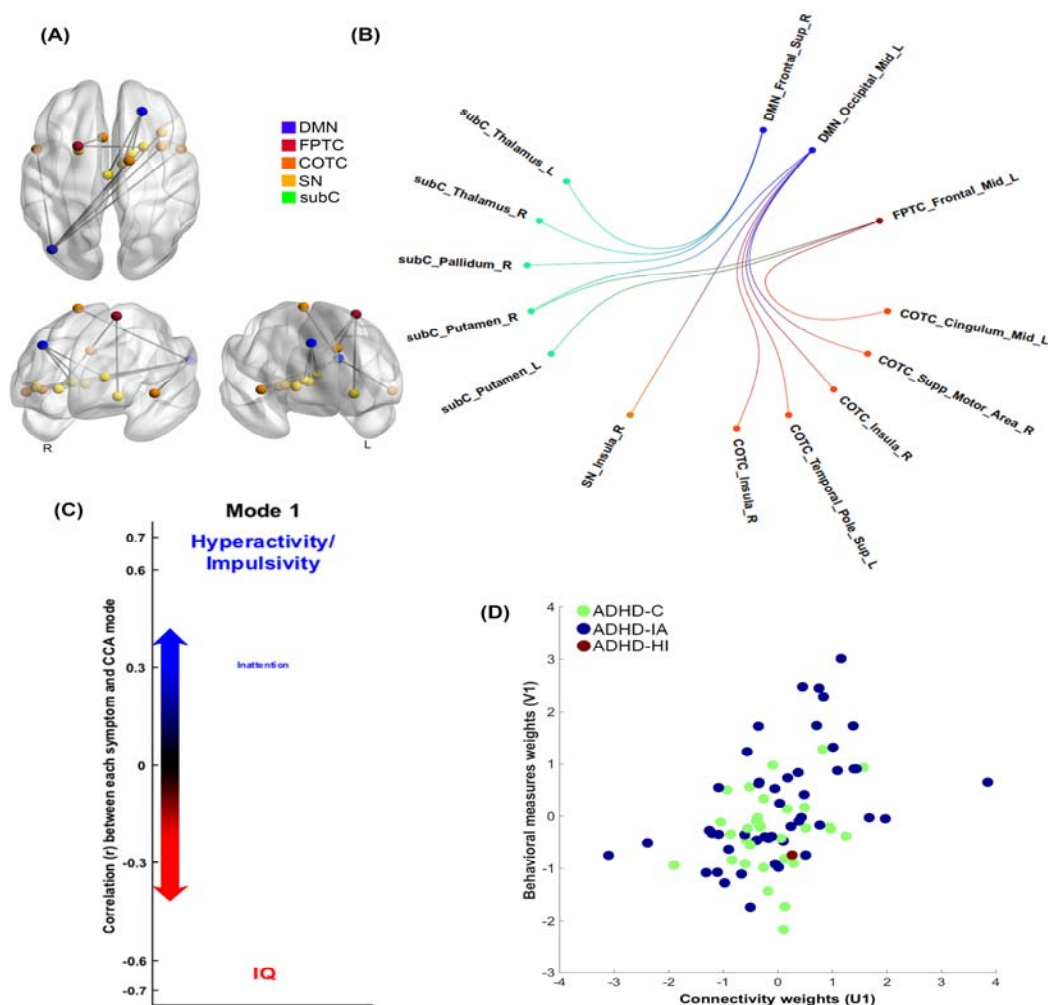 (A)
DMN
FPTC
COTC
SN
subC
R
L
(B)
DMN_Frontal_Sup_R
DMN_Occipital_Mid_L
FPTC_Frontal_Mid_L
COTC_Cingulum_Mid_L
COTC_Supp_Motor_Area_R
COTC_Insula_R
COTC_Temporal_Pole_Sup_L
COTC_Insula_R
SN_Insula_R
subC_Putamen_L
subC_Putamen_R
subC_Pallidum_R
subC_Thalamus_R
subC_Thalamus_L
(C)
Mode 1
Correlation (r) between each symptom and CCA mode
0.7
0.6
0.3
0
-0.3
-0.6
-0.7
Hyperactivity/
Impulsivity
Inattention
IQ
(D)
ADHD-C
ADHD-IA
ADHD-HI
Behavioral measures weights (V1)
4
3
2
1
0
-1
-2
-3
-4
-3
-2
-1
0
1
2
3
4
Connectivity weights (U1)